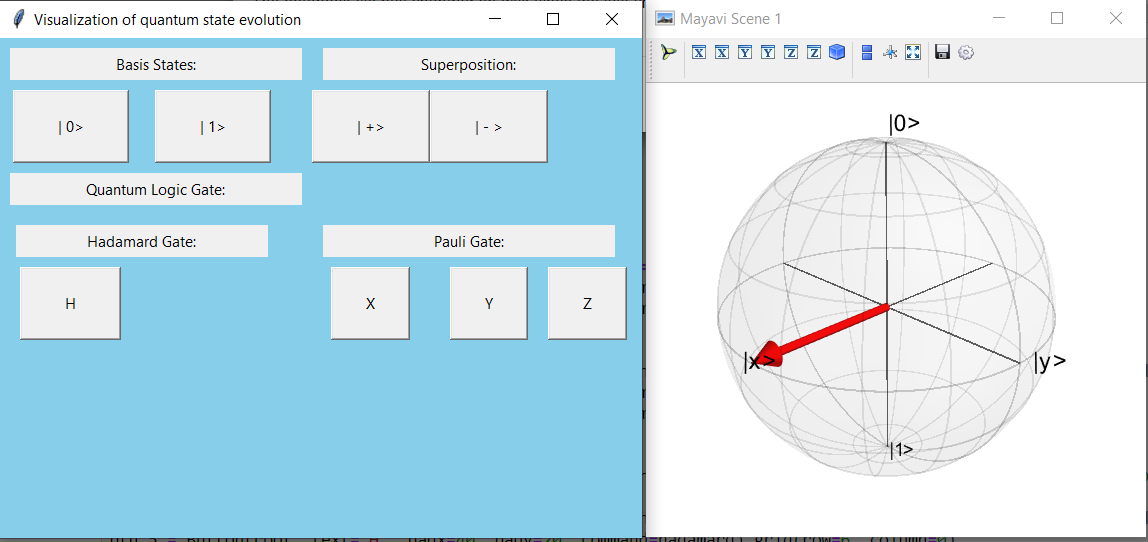 Visualization of quantum state evolution
Basis States:
Superposition:
| 0>
| 1>
| +>
| - >
Quantum Logic Gate:
Hadamard Gate:
Pauli Gate:
H
X
Y
Z
Mayavi Scene 1
X X Y Y Z Z
|0>
|x>
|y>
|1>